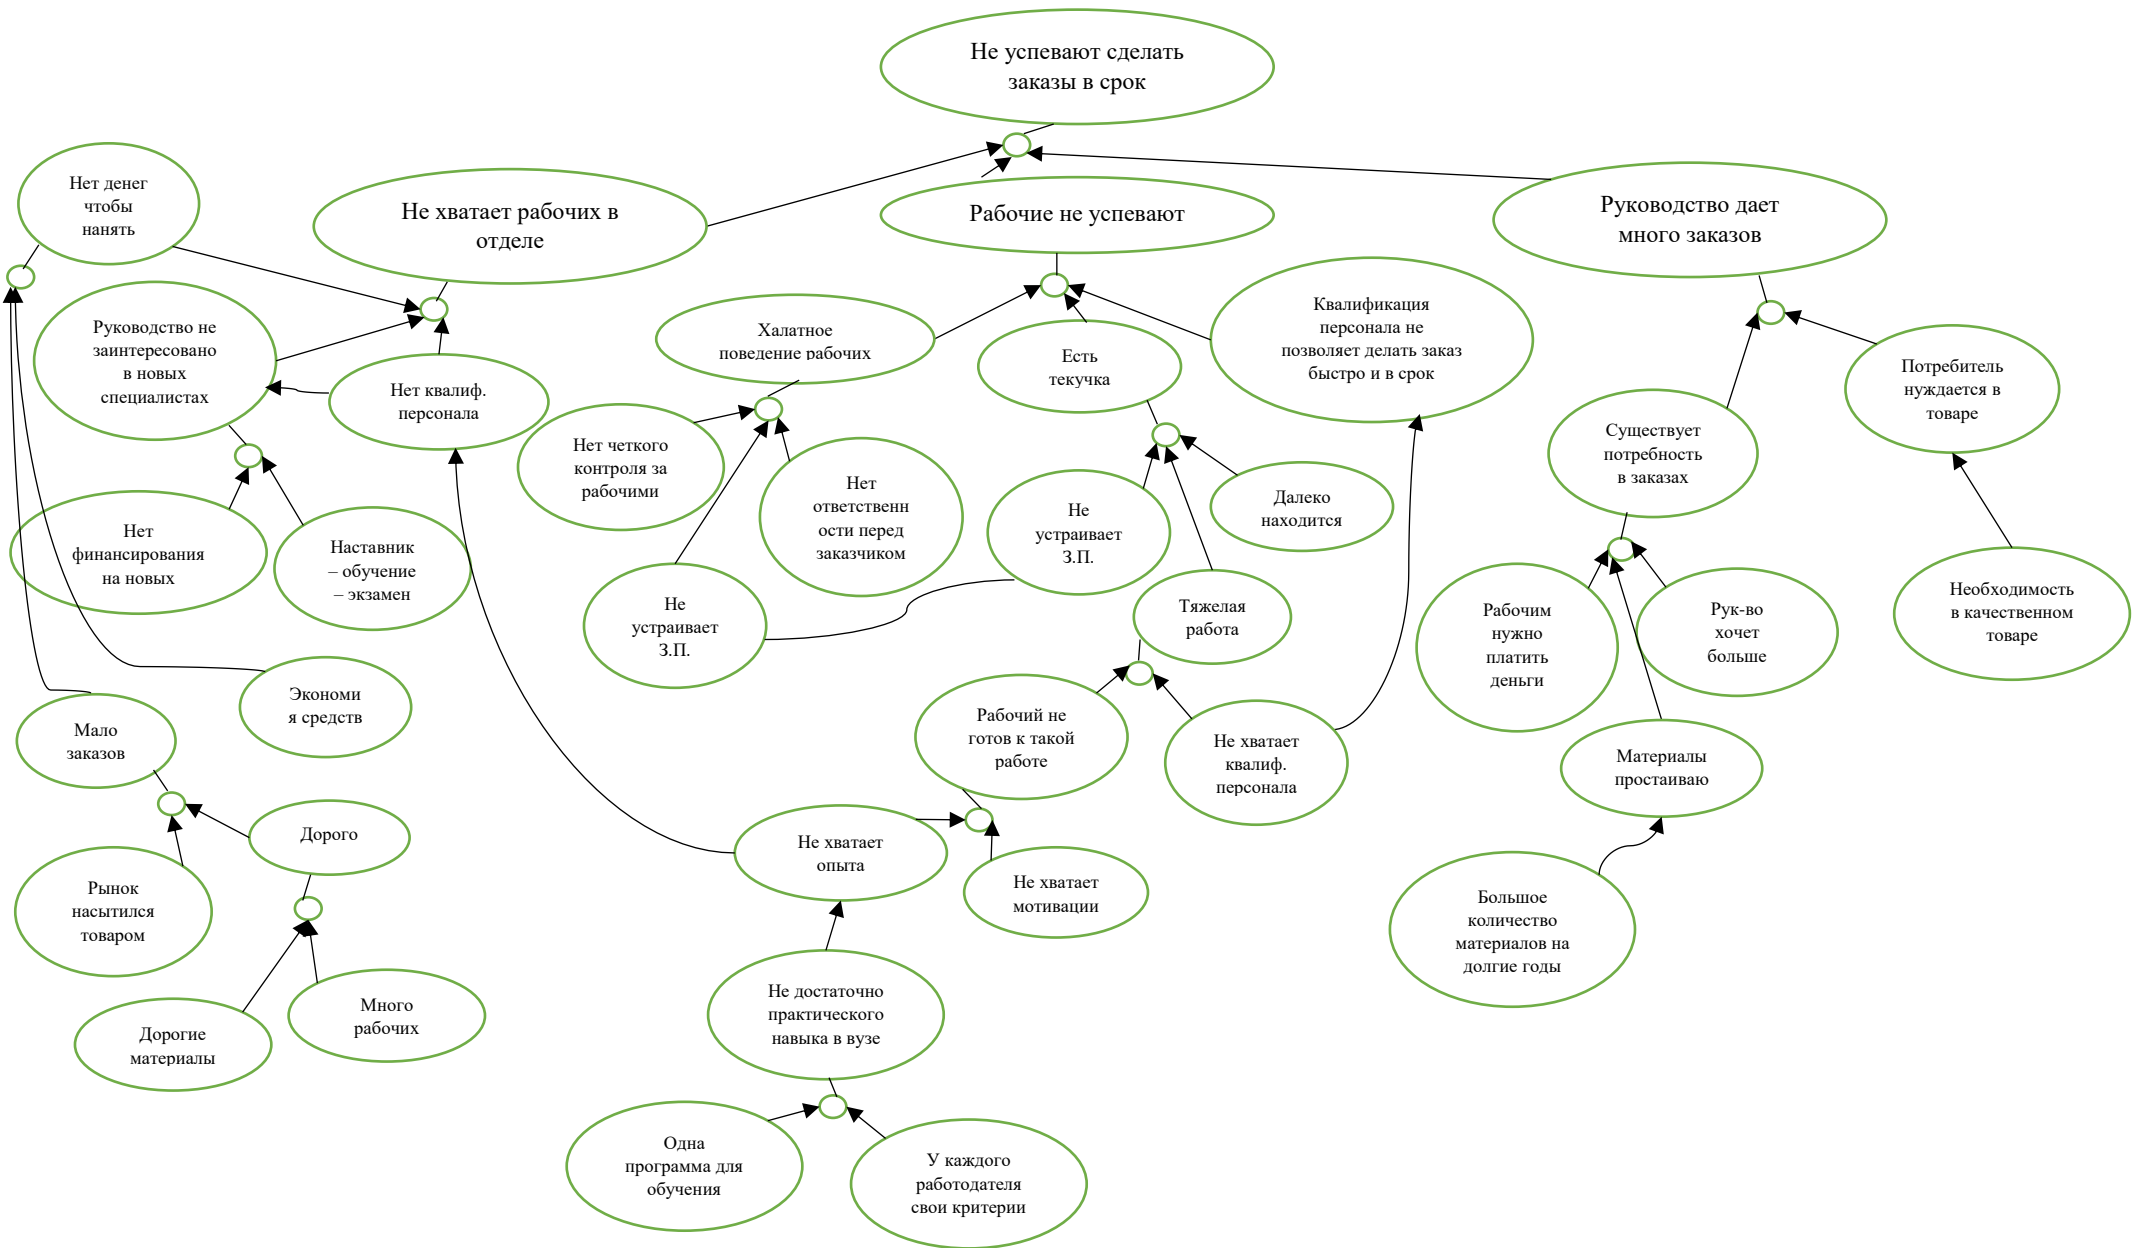 Не успевают сделать
заказы в срок
Нет денег
чтобы
нанять
Не хватает рабочих в
отделе
Рабочие не успевают
Руководство дает
много заказов
Руководство не
заинтересовано
в новых
специалистах
Нет квалиф.
персонала
Халатное
поведение рабочих
Есть
текучка
Квалификация
персонала не
позволяет делать заказ
быстро и в срок
Потребитель
нуждается в
товаре
Существует
потребность
в заказах
Нет четкого
контроля за
рабочими
Нет
ответственн
ости перед
заказчиком
Не
устраивает
З.П.
Далеко
находится
Нет
финансирования
на новых
Наставник
– обучение
– экзамен
Не
устраивает
З.П.
Тяжелая
работа
Рабочим
нужно
платить
деньги
Рук-во
хочет
больше
Необходимость
в качественном
товаре
Экономи
я средств
Мало
заказов
Рабочий не
готов к такой
работе
Не хватает
квалиф.
персонала
Материалы
простаиваю
Дорого
Не хватает
опыта
Не хватает
мотивации
Рынок
насытился
товаром
Большое
количество
материалов на
долгие годы
Много
рабочих
Дорогие
материалы
Не достаточно
практического
навыка в вузе
Одна
программа для
обучения
У каждого
работодателя
свои критерии